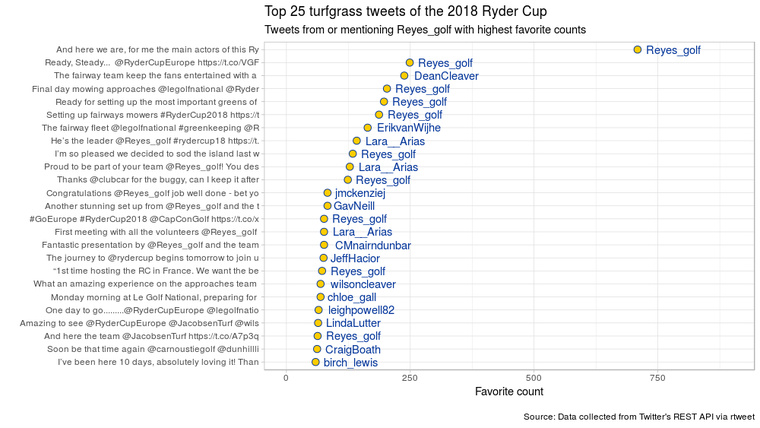 Top 25 turfgrass tweets of the 2018 Ryder Cup
Tweets from or mentioning Reyes_golf with highest favorite counts
And here we are, for me the main actors of this Ry Reyes_golf
Ready, Steady... @RyderCupEurope https://t.co/VGF Reyes_golf
The fairway team keep the fans entertained with a DeanCleaver
Final day mowing approaches @legolfnational @Ryder Reyes_golf
Ready for setting up the most important greens of Reyes_golf
Setting up fairways mowers #RyderCup2018 https://t Reyes_golf
The fairway fleet @legolfnational #greenkeeping @R ErikvanWijhe
He's the leader @Reyes_golf #rydercup18 https://t. Lara__Arias
I'm so pleased we decided to sod the island last w Reyes_golf
Proud to be part of your team @Reyes_golf! You des Lara__Arias
Thanks @clubcar for the buggy, can I keep it after Reyes_golf
Congratulations @Reyes_golf job well done - bet yo jmckenziej
Another stunning set up from @Reyes_golf and the t GavNeill
#GoEurope #RyderCup2018 @CapConGolf https://t.co/x Reyes_golf
First meeting with all the volunteers @Reyes_golf Lara__Arias
Fantastic presentation by @Reyes_golf and the team CMnairndunbar
The journey to @rydercup begins tomorrow to join u JeffHacior
“1st time hosting the RC in France. We want the be Reyes_golf
What an amazing experience on the approaches team wilsoncleaver
Monday morning at Le Golf National, preparing for chloe_gall
One day to go.........@RyderCupEurope @legolfnatio leighpowell82
Amazing to see @RyderCupEurope @JacobsenTurf @wils LindaLutter
And here the team @JacobsenTurf https://t.co/A7p3q Reyes_golf
Soon be that time again @carnoustiegolf @dunhillli CraigBoath
I've been here 10 days, absolutely loving it! Than birch_lewis
0 250 500 750
Favorite count
Source: Data collected from Twitter's REST API via rtweet